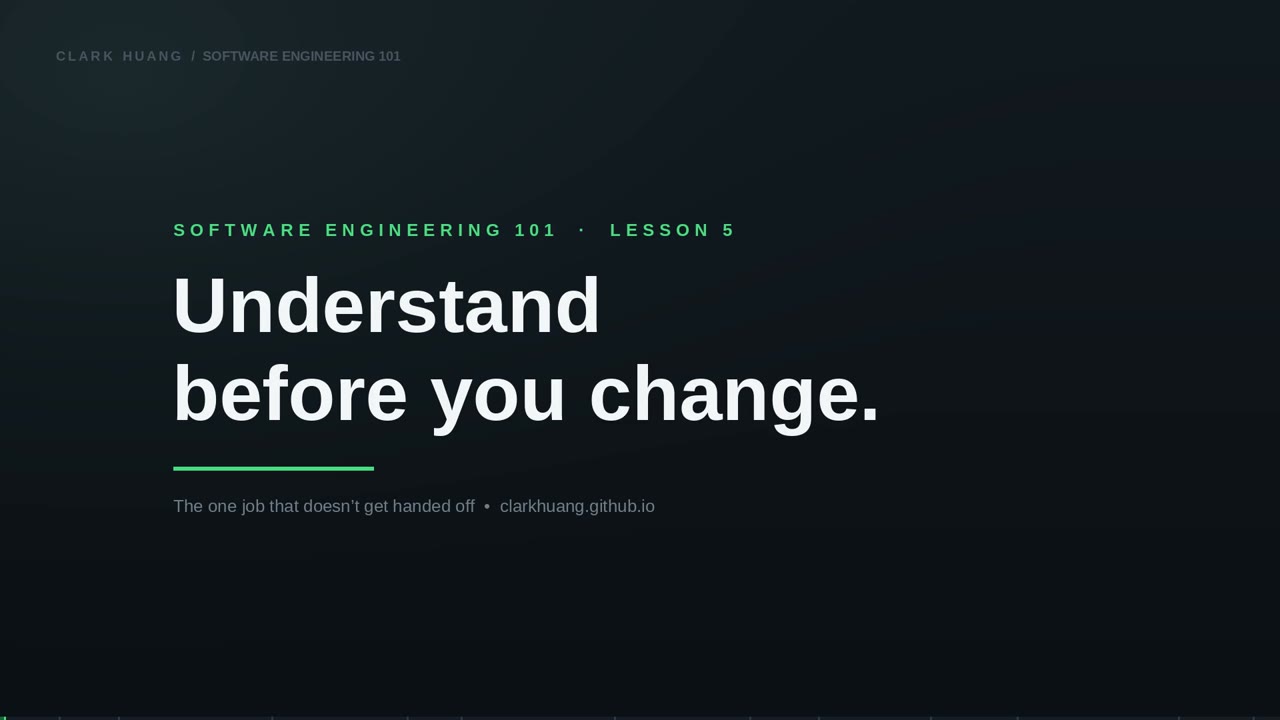 CLARK HUANG / SOFTWARE ENGINEERING 101
SOFTWARE ENGINEERING 101 · LESSON 5
Understand
before you change.
The one job that doesn’t get handed off • clarkhuang.github.io